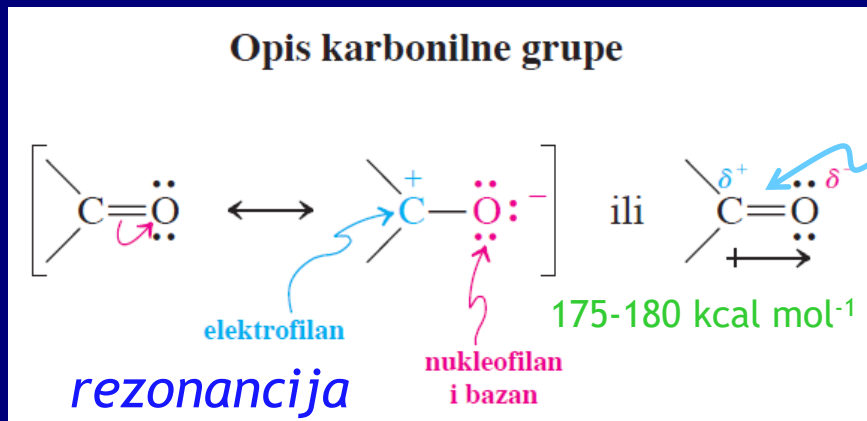 Opis karbonilne grupe
C=O ⟷ C⁺—O:⁻ ili δ⁺ C=O δ⁻
elektrofilan
nukleofilan
i bazan
175-180 kcal mol⁻¹
rezonancija